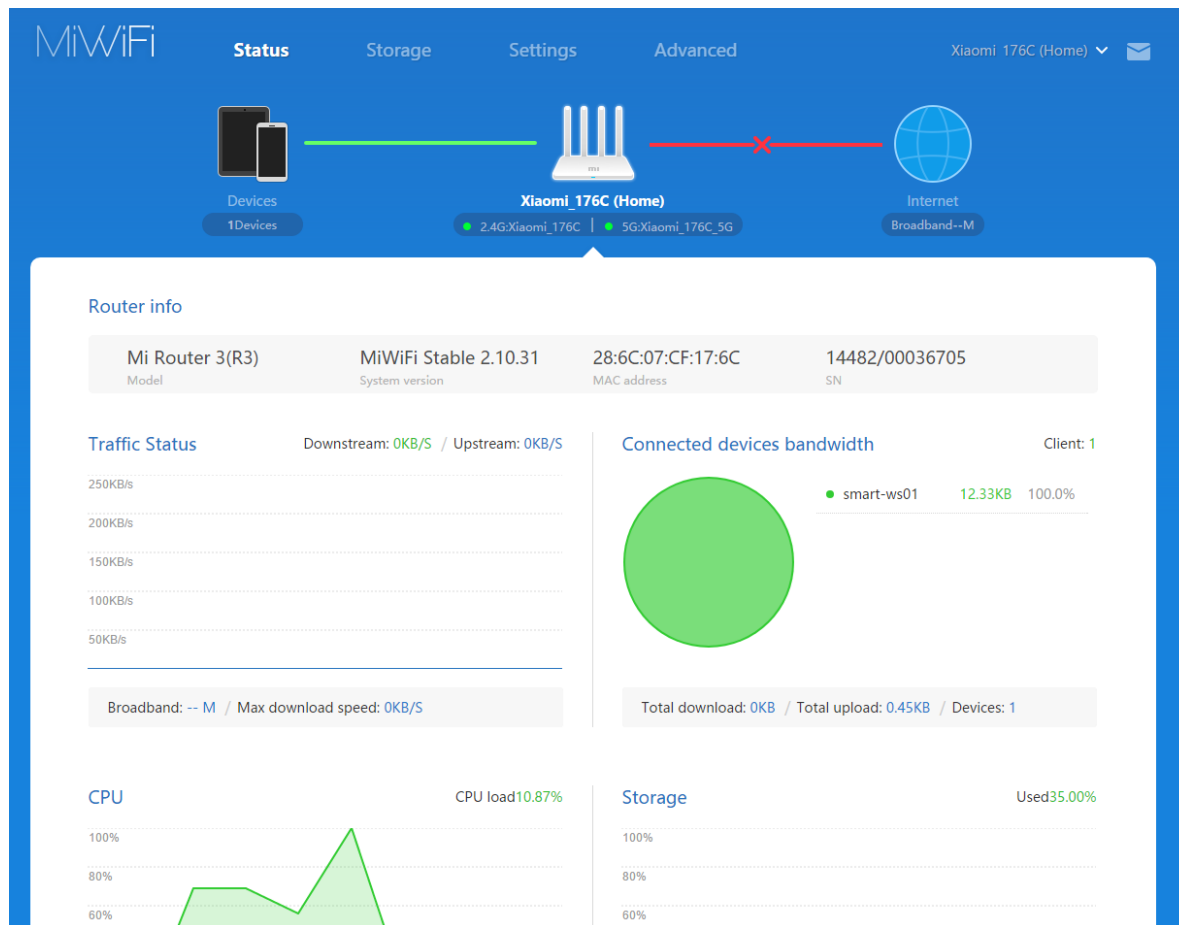 MiWiFi Status Storage Settings Advanced Xiaomi_176C (Home)
mi
Devices Xiaomi_176C (Home) Internet
1Devices 2.4G:Xiaomi_176C | 5G:Xiaomi_176C_5G Broadband--M
Router info
Mi Router 3(R3) MiWiFi Stable 2.10.31 28:6C:07:CF:17:6C 14482/00036705
Model System version MAC address SN
Traffic Status Downstream: 0KB/S / Upstream: 0KB/S
250KB/s
200KB/s
150KB/s
100KB/s
50KB/s
Broadband: -- M / Max download speed: 0KB/S
Connected devices bandwidth Client: 1
smart-ws01 12.33KB 100.0%
Total download: 0KB / Total upload: 0.45KB / Devices: 1
CPU CPU load10.87%
100%
80%
60%
Storage Used35.00%
100%
80%
60%